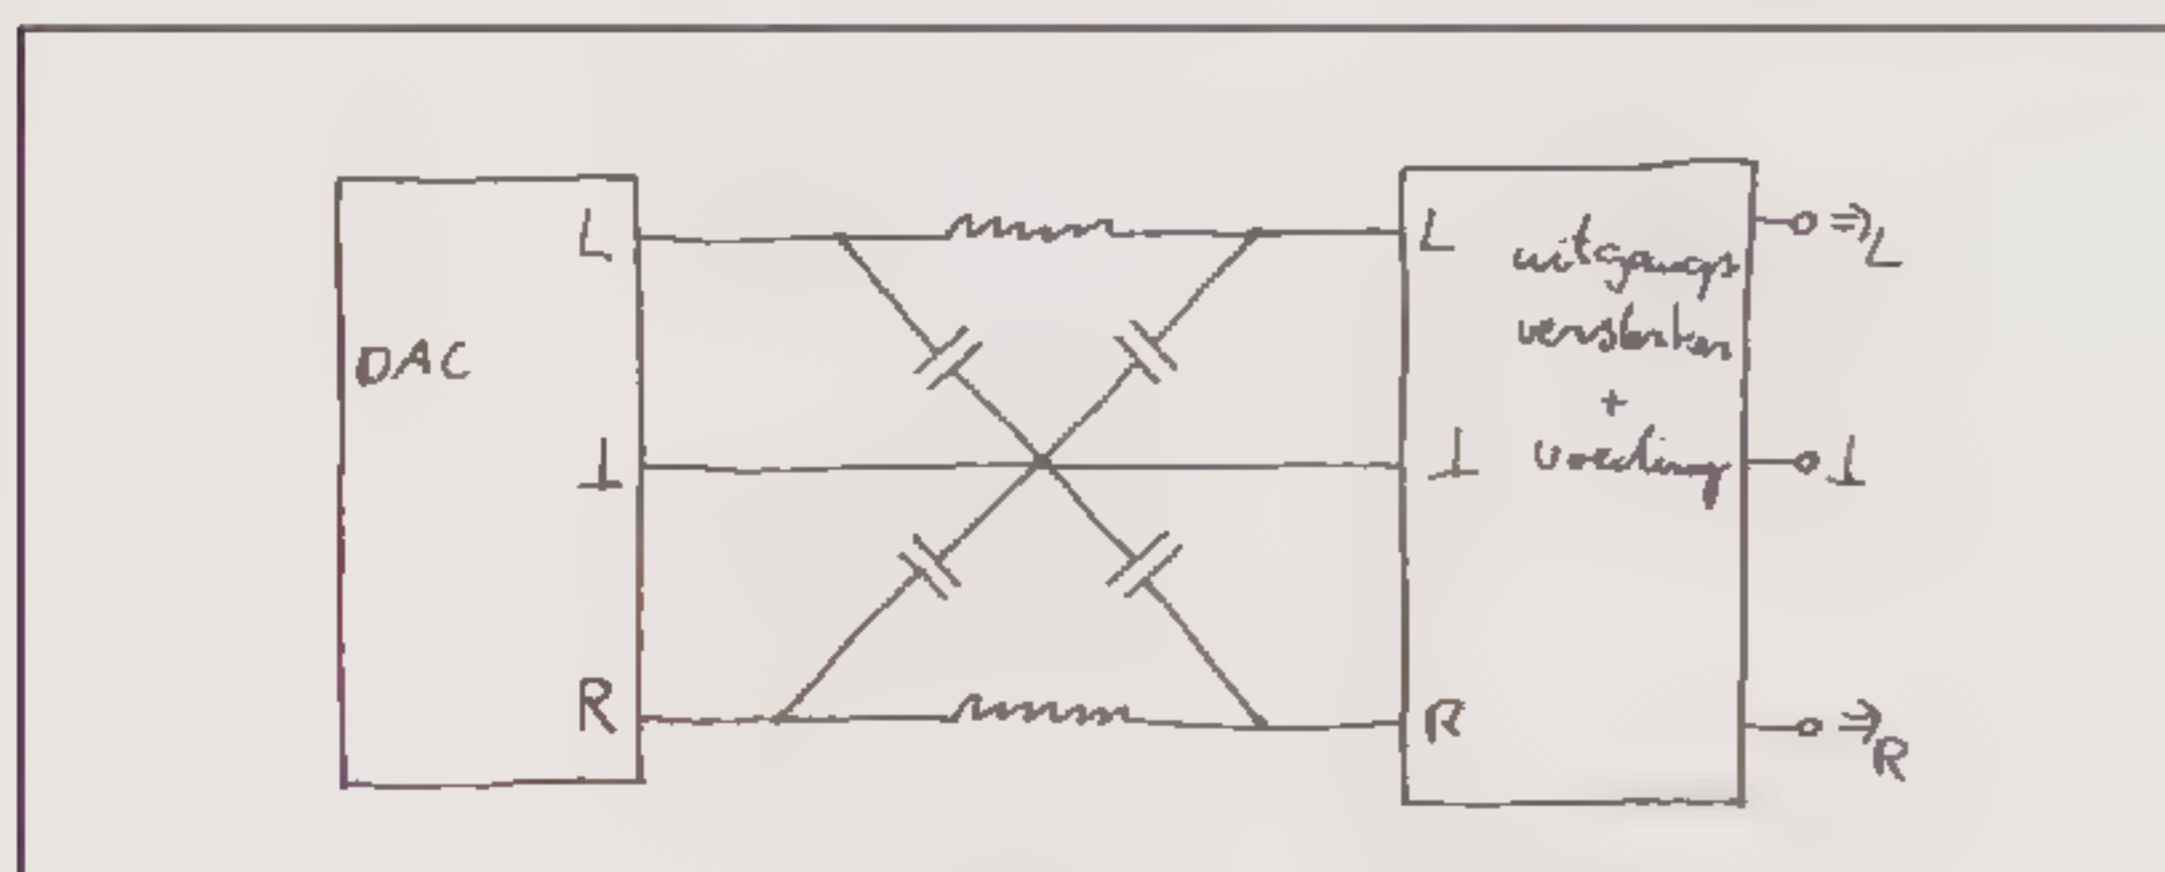 L
DAC
⊥
R
L
uitgangs
versterker
+
voeding
⊥
R
⇒L
⊥
⇒R